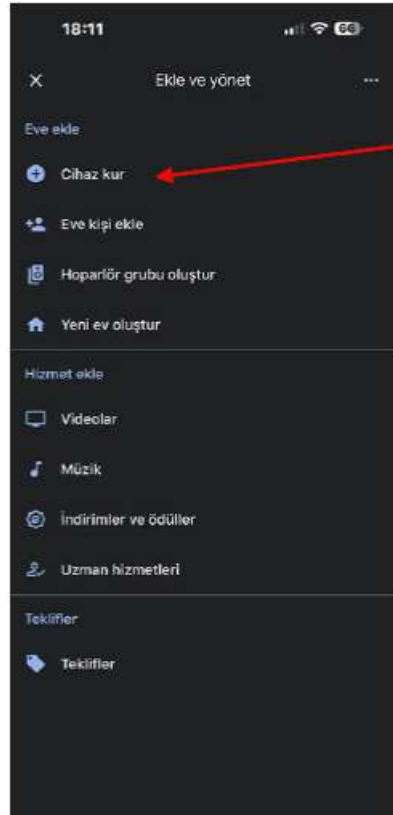 18:11
66
Ekle ve yönet
Eve ekle
Cihaz kur
Eve kişi ekle
Hoparlör grubu oluştur
Yeni ev oluştur
Hizmet ekle
Videolar
Müzik
İndirimler ve ödüller
Uzman hizmetleri
Teklifler
Teklifler